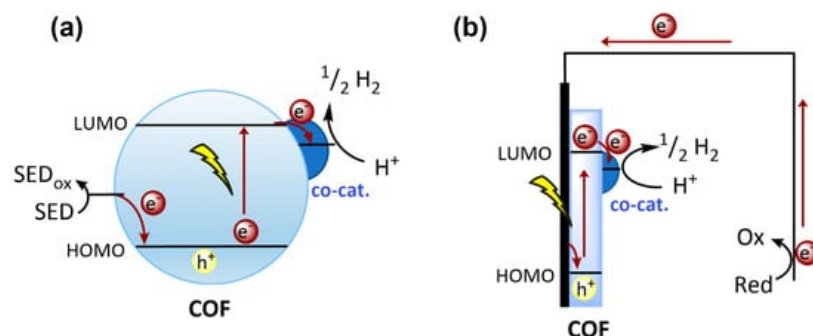 (a)
½ H₂
e⁻
LUMO
H⁺
SED_ox
co-cat.
SED
e⁻
e⁻
HOMO
h⁺
COF
(b)
e⁻
e⁻ e⁻
½ H₂
LUMO
H⁺
co-cat.
Ox
e⁻
Red
HOMO
h⁺
COF